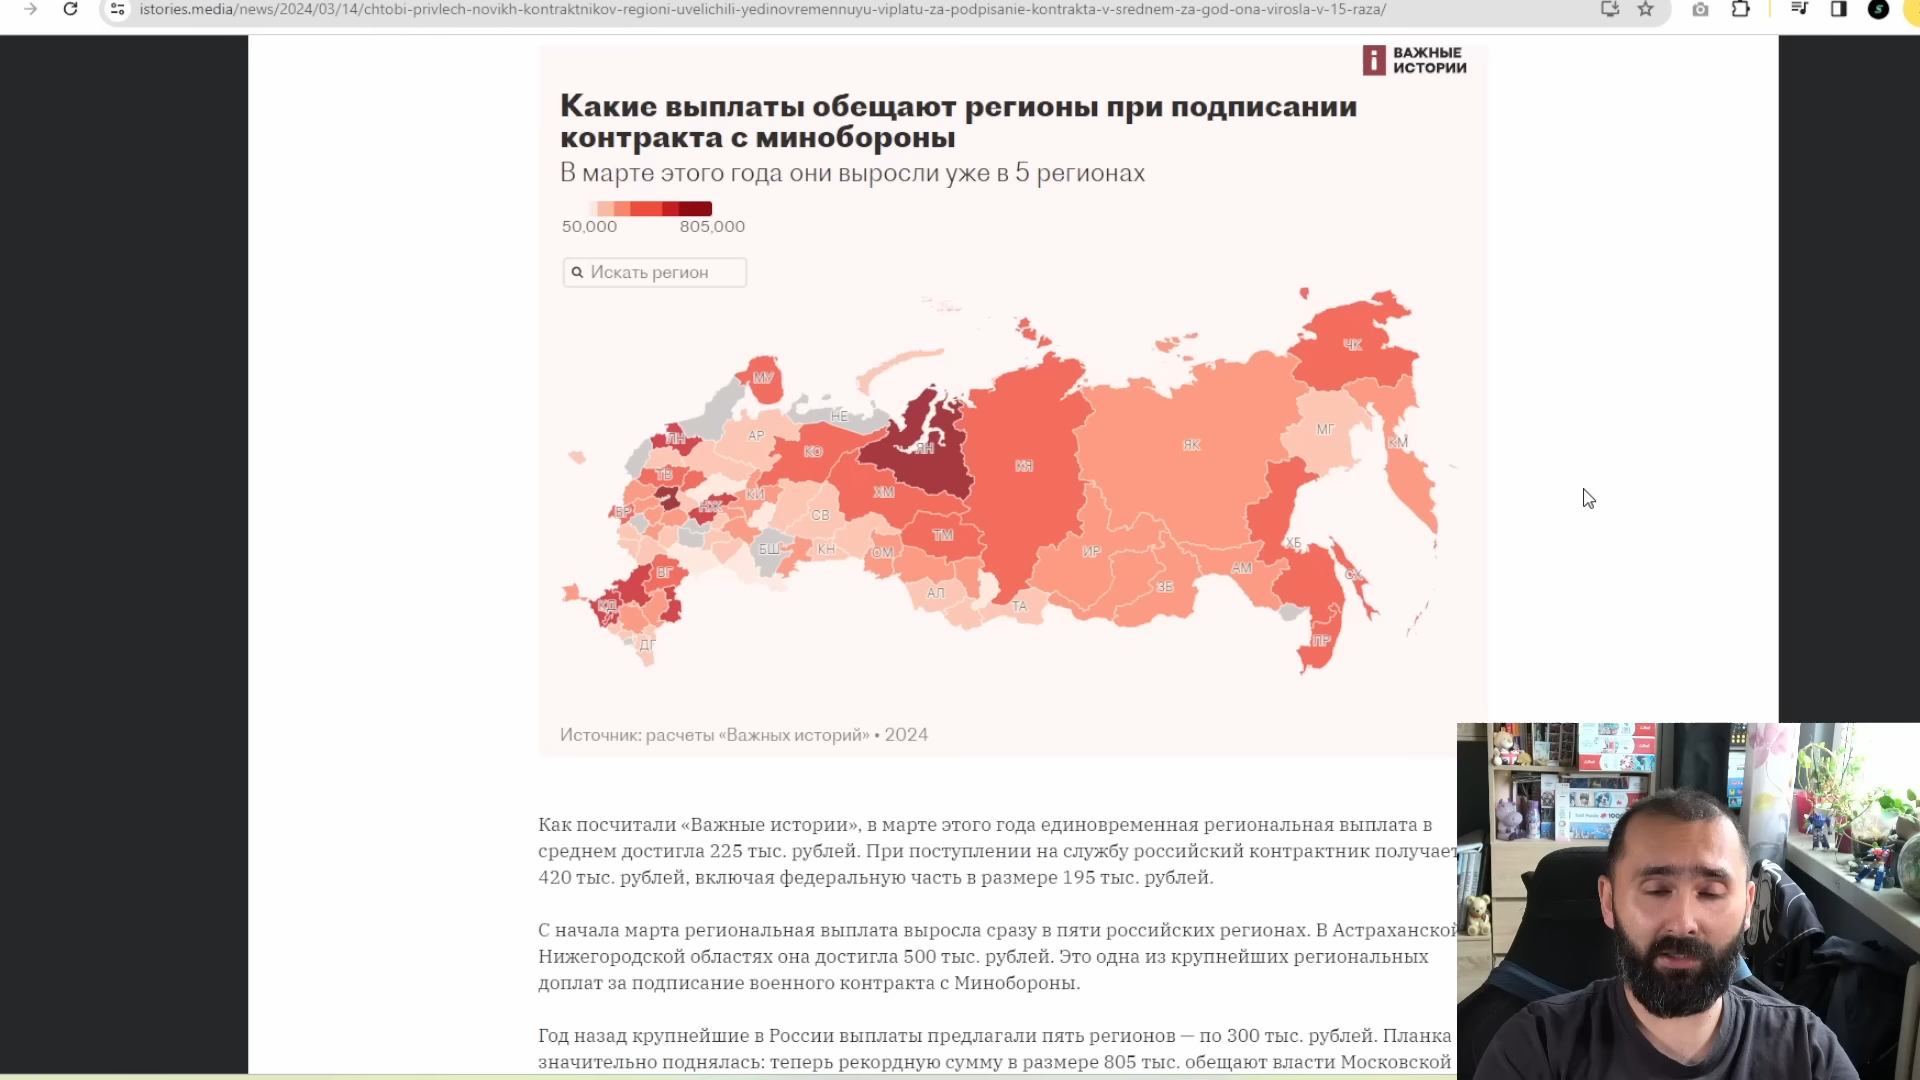 istories.media/news/2024/03/14/chtobi-privlech-novikh-kontraktnikov-regioni-uvelichili-yedinovremennuyu-viplatu-za-podpisanie-kontrakta-v-srednem-za-god-ona-virosla-v-15-raza/
ВАЖНЫЕ
ИСТОРИИ
Какие выплаты обещают регионы при подписании
контракта с минобороны
В марте этого года они выросли уже в 5 регионах
50,000 805,000
Искать регион
ЧК
МУ
НЕ
МГ
ЛН
АР
КМ
ЯН
ЯК
КО
КЯ
ТВ
ХМ
КИ
НЖ
БР
СВ
ТМ
ХБ
БШ
КН
ОМ
ИР
АМ
ВГ
СХ
ЗБ
АЛ
КД
ТА
ПР
ДГ
Источник: расчеты «Важных историй» • 2024
Как посчитали «Важные истории», в марте этого года единовременная региональная выплата в
среднем достигла 225 тыс. рублей. При поступлении на службу российский контрактник получает
420 тыс. рублей, включая федеральную часть в размере 195 тыс. рублей.
С начала марта региональная выплата выросла сразу в пяти российских регионах. В Астраханской
Нижегородской областях она достигла 500 тыс. рублей. Это одна из крупнейших региональных
доплат за подписание военного контракта с Минобороны.
Год назад крупнейшие в России выплаты предлагали пять регионов — по 300 тыс. рублей. Планка
значительно поднялась: теперь рекордную сумму в размере 805 тыс. обещают власти Московской